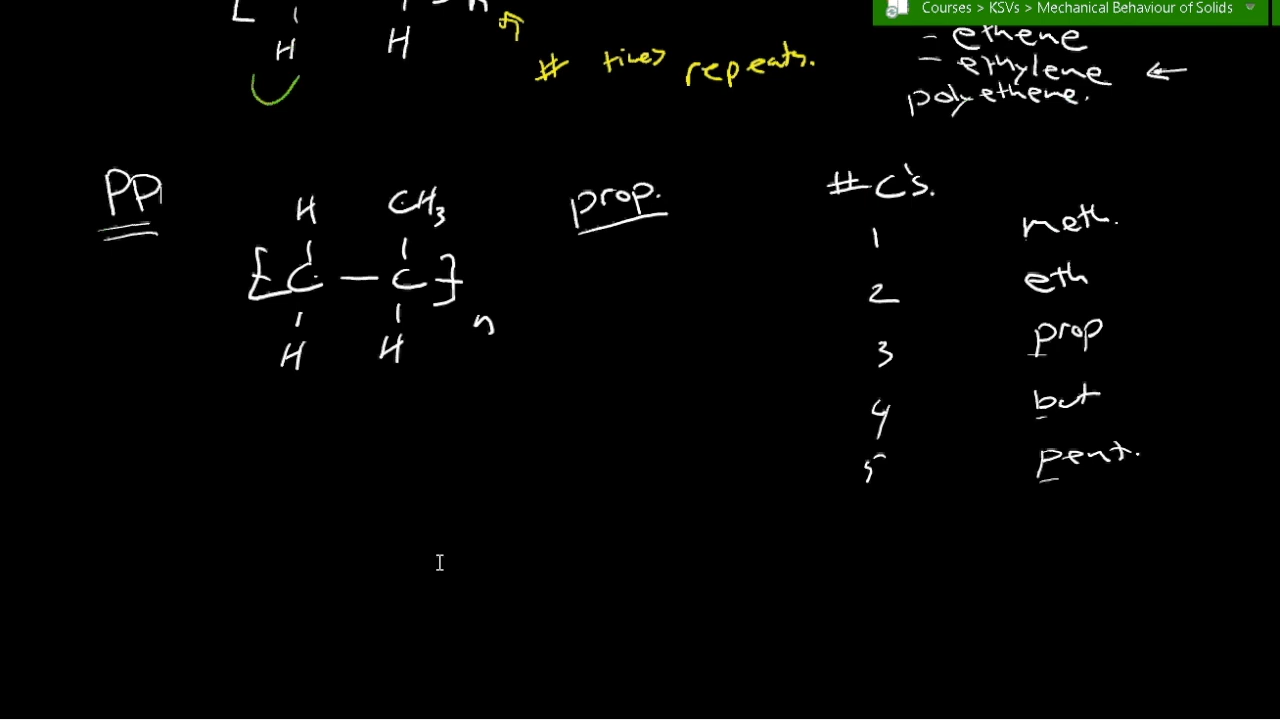 Courses > KSVs > Mechanical Behaviour of Solids
n
H H
# times repeats.
- ethene
- ethylene ←
polyethene.
PP
H CH3
[C — C]
n
H H
prop.
# C's.
1 meth.
2 eth
3 prop
4 but
5 pent.